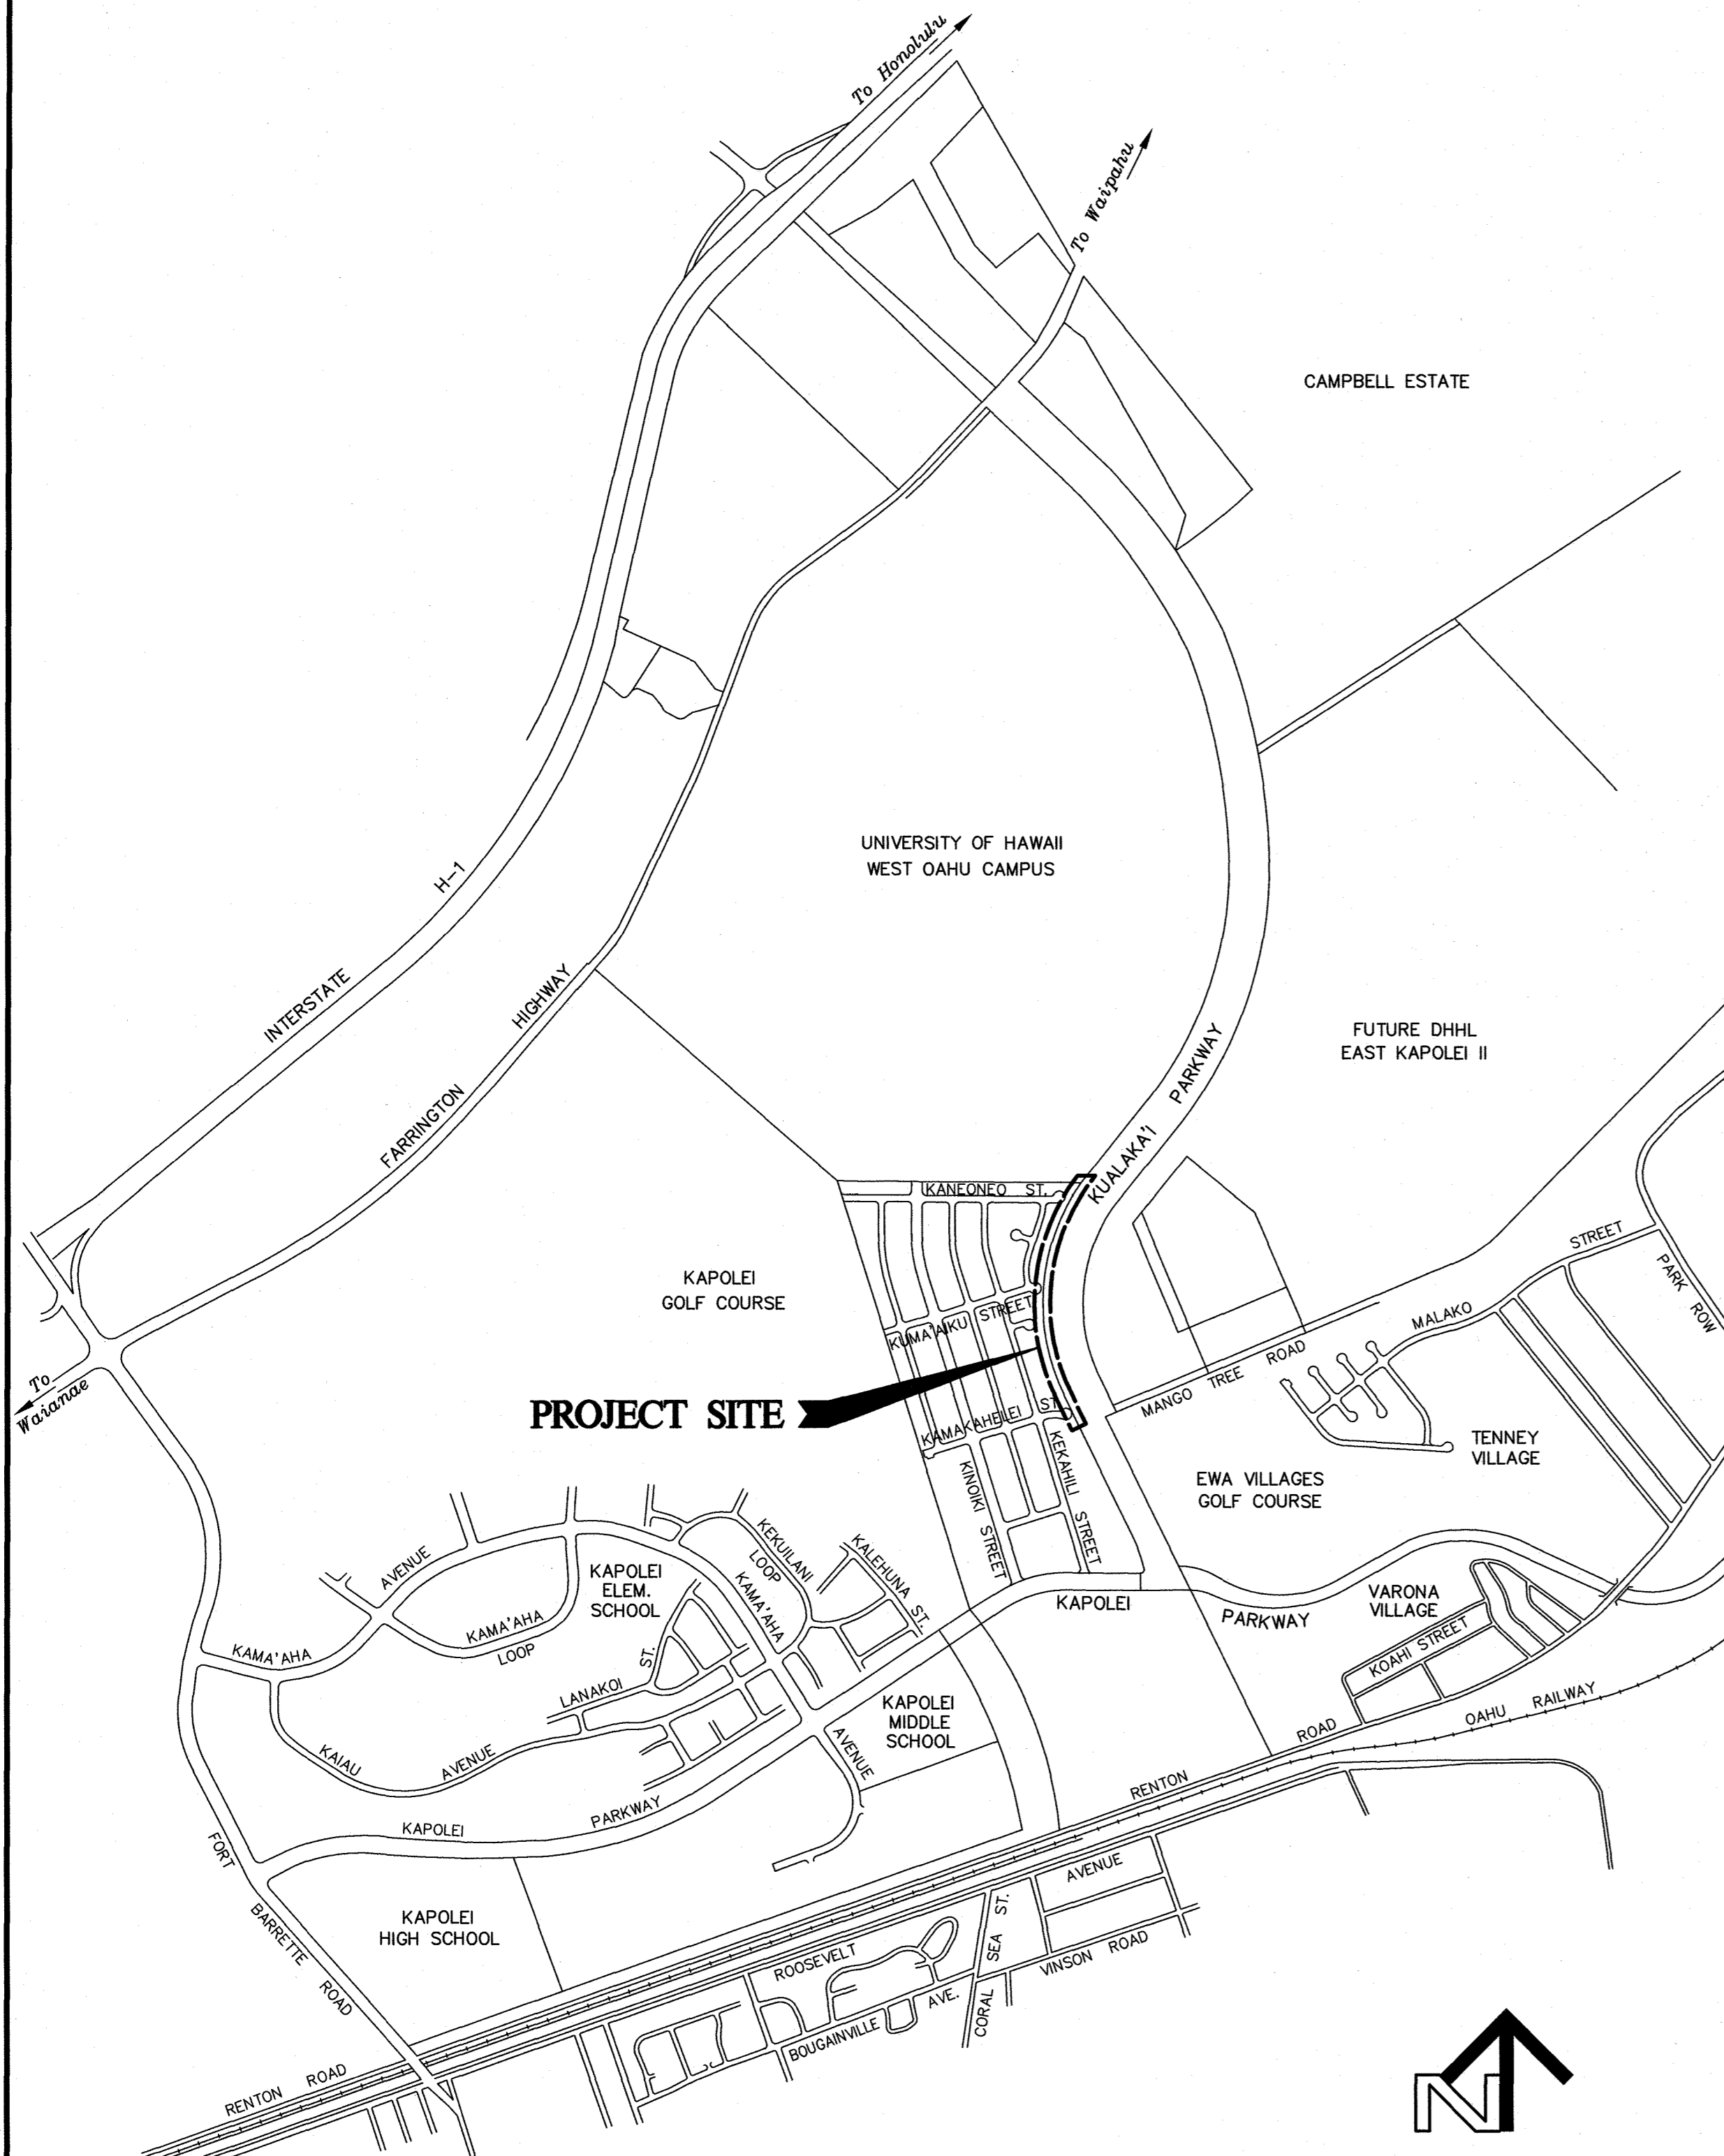 To Honolulu
To Waipahu
CAMPBELL ESTATE
UNIVERSITY OF HAWAII
WEST OAHU CAMPUS
H-1
INTERSTATE
HIGHWAY
FARRINGTON
FUTURE DHHL
EAST KAPOLEI II
PARKWAY
KUALAKA'I
KANEONEO ST.
KAPOLEI
GOLF COURSE
KUMA'AIKU STREET
STREET
PARK ROW
MALAKO
MANGO TREE ROAD
To
Waianae
PROJECT SITE
KAMAKAHELEI ST.
KINOIKI STREET
KEKAHILI STREET
TENNEY
VILLAGE
EWA VILLAGES
GOLF COURSE
AVENUE
KAPOLEI
ELEM.
SCHOOL
KEKUILANI
LOOP
KALEHUNA ST.
KAMA'AHA
KAMA'AHA
LOOP
KAMA'AHA
LANAKOI ST.
KAPOLEI
PARKWAY
VARONA
VILLAGE
KOAHI STREET
KAPOLEI
MIDDLE
SCHOOL
AVENUE
KAIAU
AVENUE
OAHU RAILWAY
ROAD
RENTON
KAPOLEI
PARKWAY
FORT
BARRETTE
ROAD
KAPOLEI
HIGH SCHOOL
AVENUE
ROOSEVELT
CORAL SEA ST.
VINSON ROAD
BOUGAINVILLE AVE.
RENTON ROAD
N